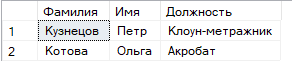 Фамилия Имя Должность
1 Кузнецов Петр Клоун-метражник
2 Котова Ольга Акробат